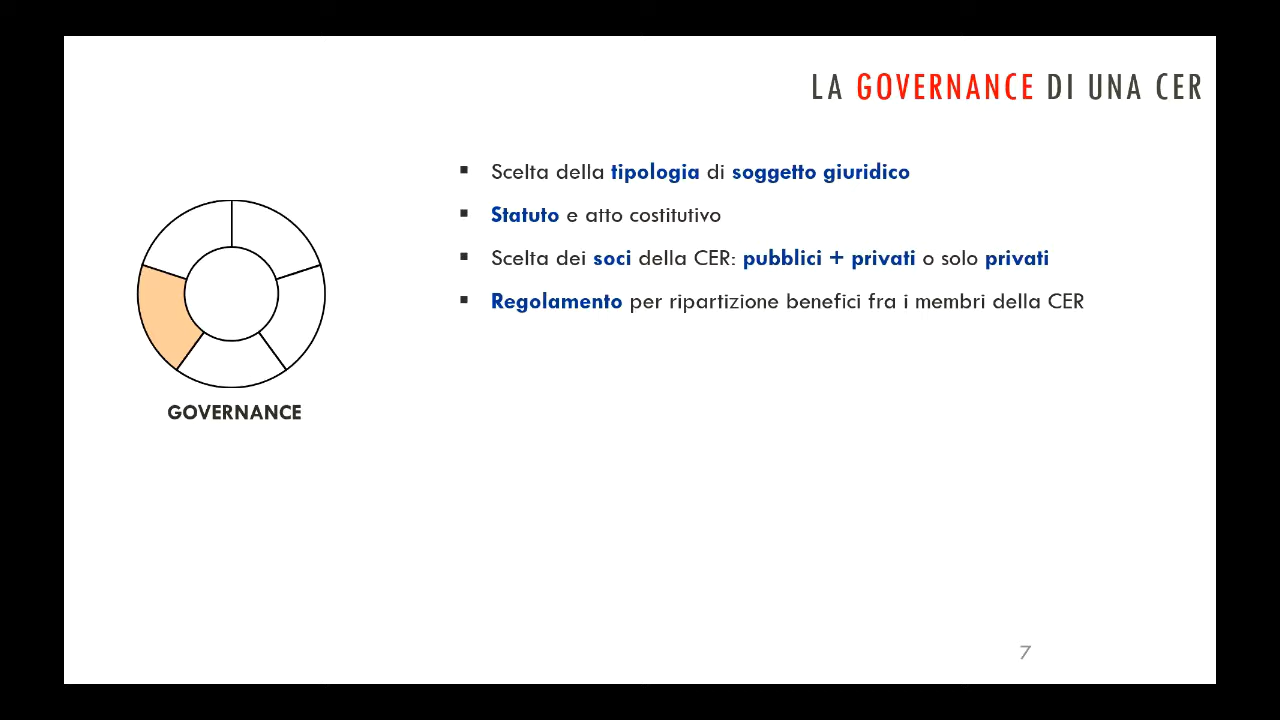 LA GOVERNANCE DI UNA CER
▪ Scelta della tipologia di soggetto giuridico
▪ Statuto e atto costitutivo
▪ Scelta dei soci della CER: pubblici + privati o solo privati
▪ Regolamento per ripartizione benefici fra i membri della CER
GOVERNANCE
7